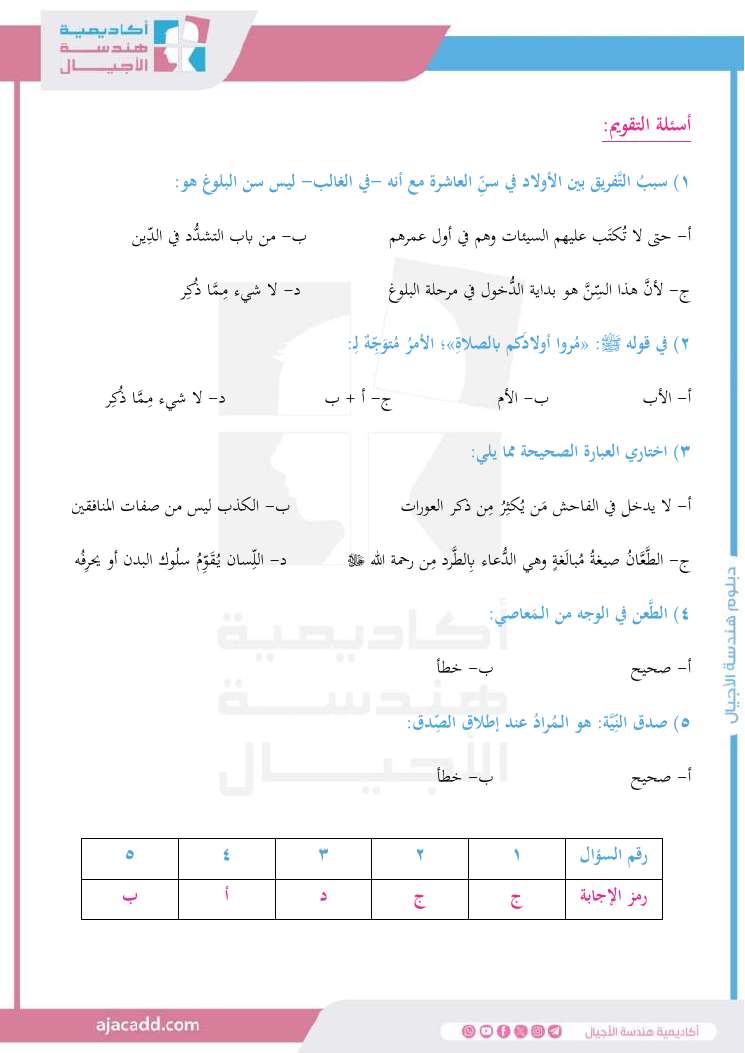 أكاديمية
هندسة
الأجيال
أسئلة التقويم:
١) سببُ التَّفريق بين الأولاد في سنِّ العاشرة مع أنه –في الغالب– ليس سن البلوغ هو:
أ- حتى لا تُكتَب عليهم السيئات وهم في أول عمرهم ب- من باب التشدُّد في الدِّين
ج- لأنَّ هذا السِّنَّ هو بداية الدُّخول في مرحلة البلوغ د- لا شيء مِمَّا ذُكِر
٢) في قوله ﷺ: «مُروا أولادَكم بالصلاةِ»؛ الأمرُ مُتوَجِّهٌ لِـ:
أ- الأب ب- الأم ج- أ + ب د- لا شيء مِمَّا ذُكِر
٣) اختاري العبارة الصحيحة مما يلي:
أ- لا يدخل في الفاحش مَن يُكثِرُ مِن ذكر العورات ب- الكذب ليس من صفات المنافقين
ج- الطَّعَّانُ صيغةُ مُبالَغةٍ وهي الدُّعاء بِالطَّرد مِن رحمة الله ﷻ د- اللِّسان يُقَوِّمُ سلُوك البدن أو يحرِفُه
٤) الطَّعن في الوجه من الـمَعاصي:
أ- صحيح ب- خطأ
٥) صدق النِّيَّة: هو الـمُرادُ عند إطلاق الصِّدق:
أ- صحيح ب- خطأ
رقم السؤال ١ ٢ ٣ ٤ ٥
رمز الإجابة ج ج د أ ب
دبلوم هندسة الأجيال
أكاديمية
هندسة
الأجيال
أكاديمية هندسة الأجيال
ajacadd.com